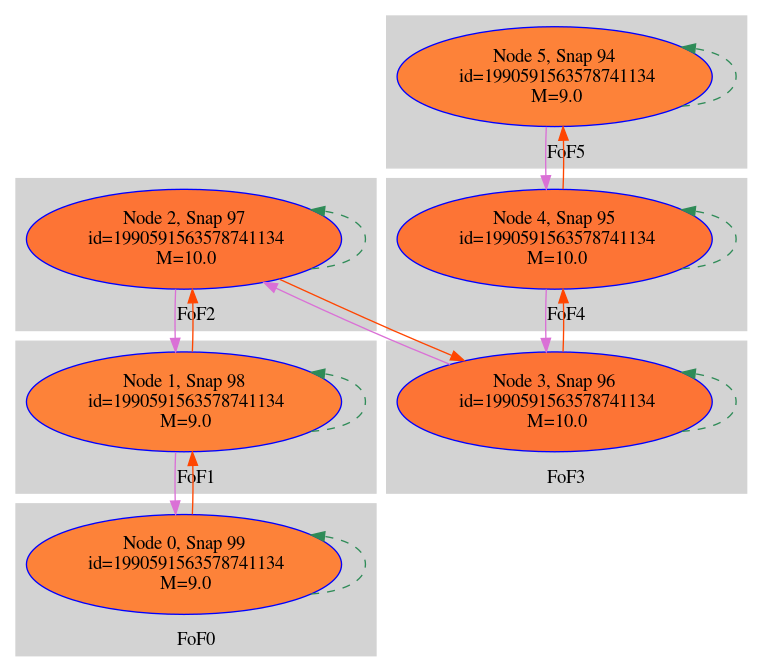 Node 5, Snap 94
id=1990591563578741134
M=9.0
FoF5
Node 2, Snap 97
id=1990591563578741134
M=10.0
FoF2
Node 4, Snap 95
id=1990591563578741134
M=10.0
FoF4
Node 1, Snap 98
id=1990591563578741134
M=9.0
FoF1
Node 3, Snap 96
id=1990591563578741134
M=10.0
FoF3
Node 0, Snap 99
id=1990591563578741134
M=9.0
FoF0